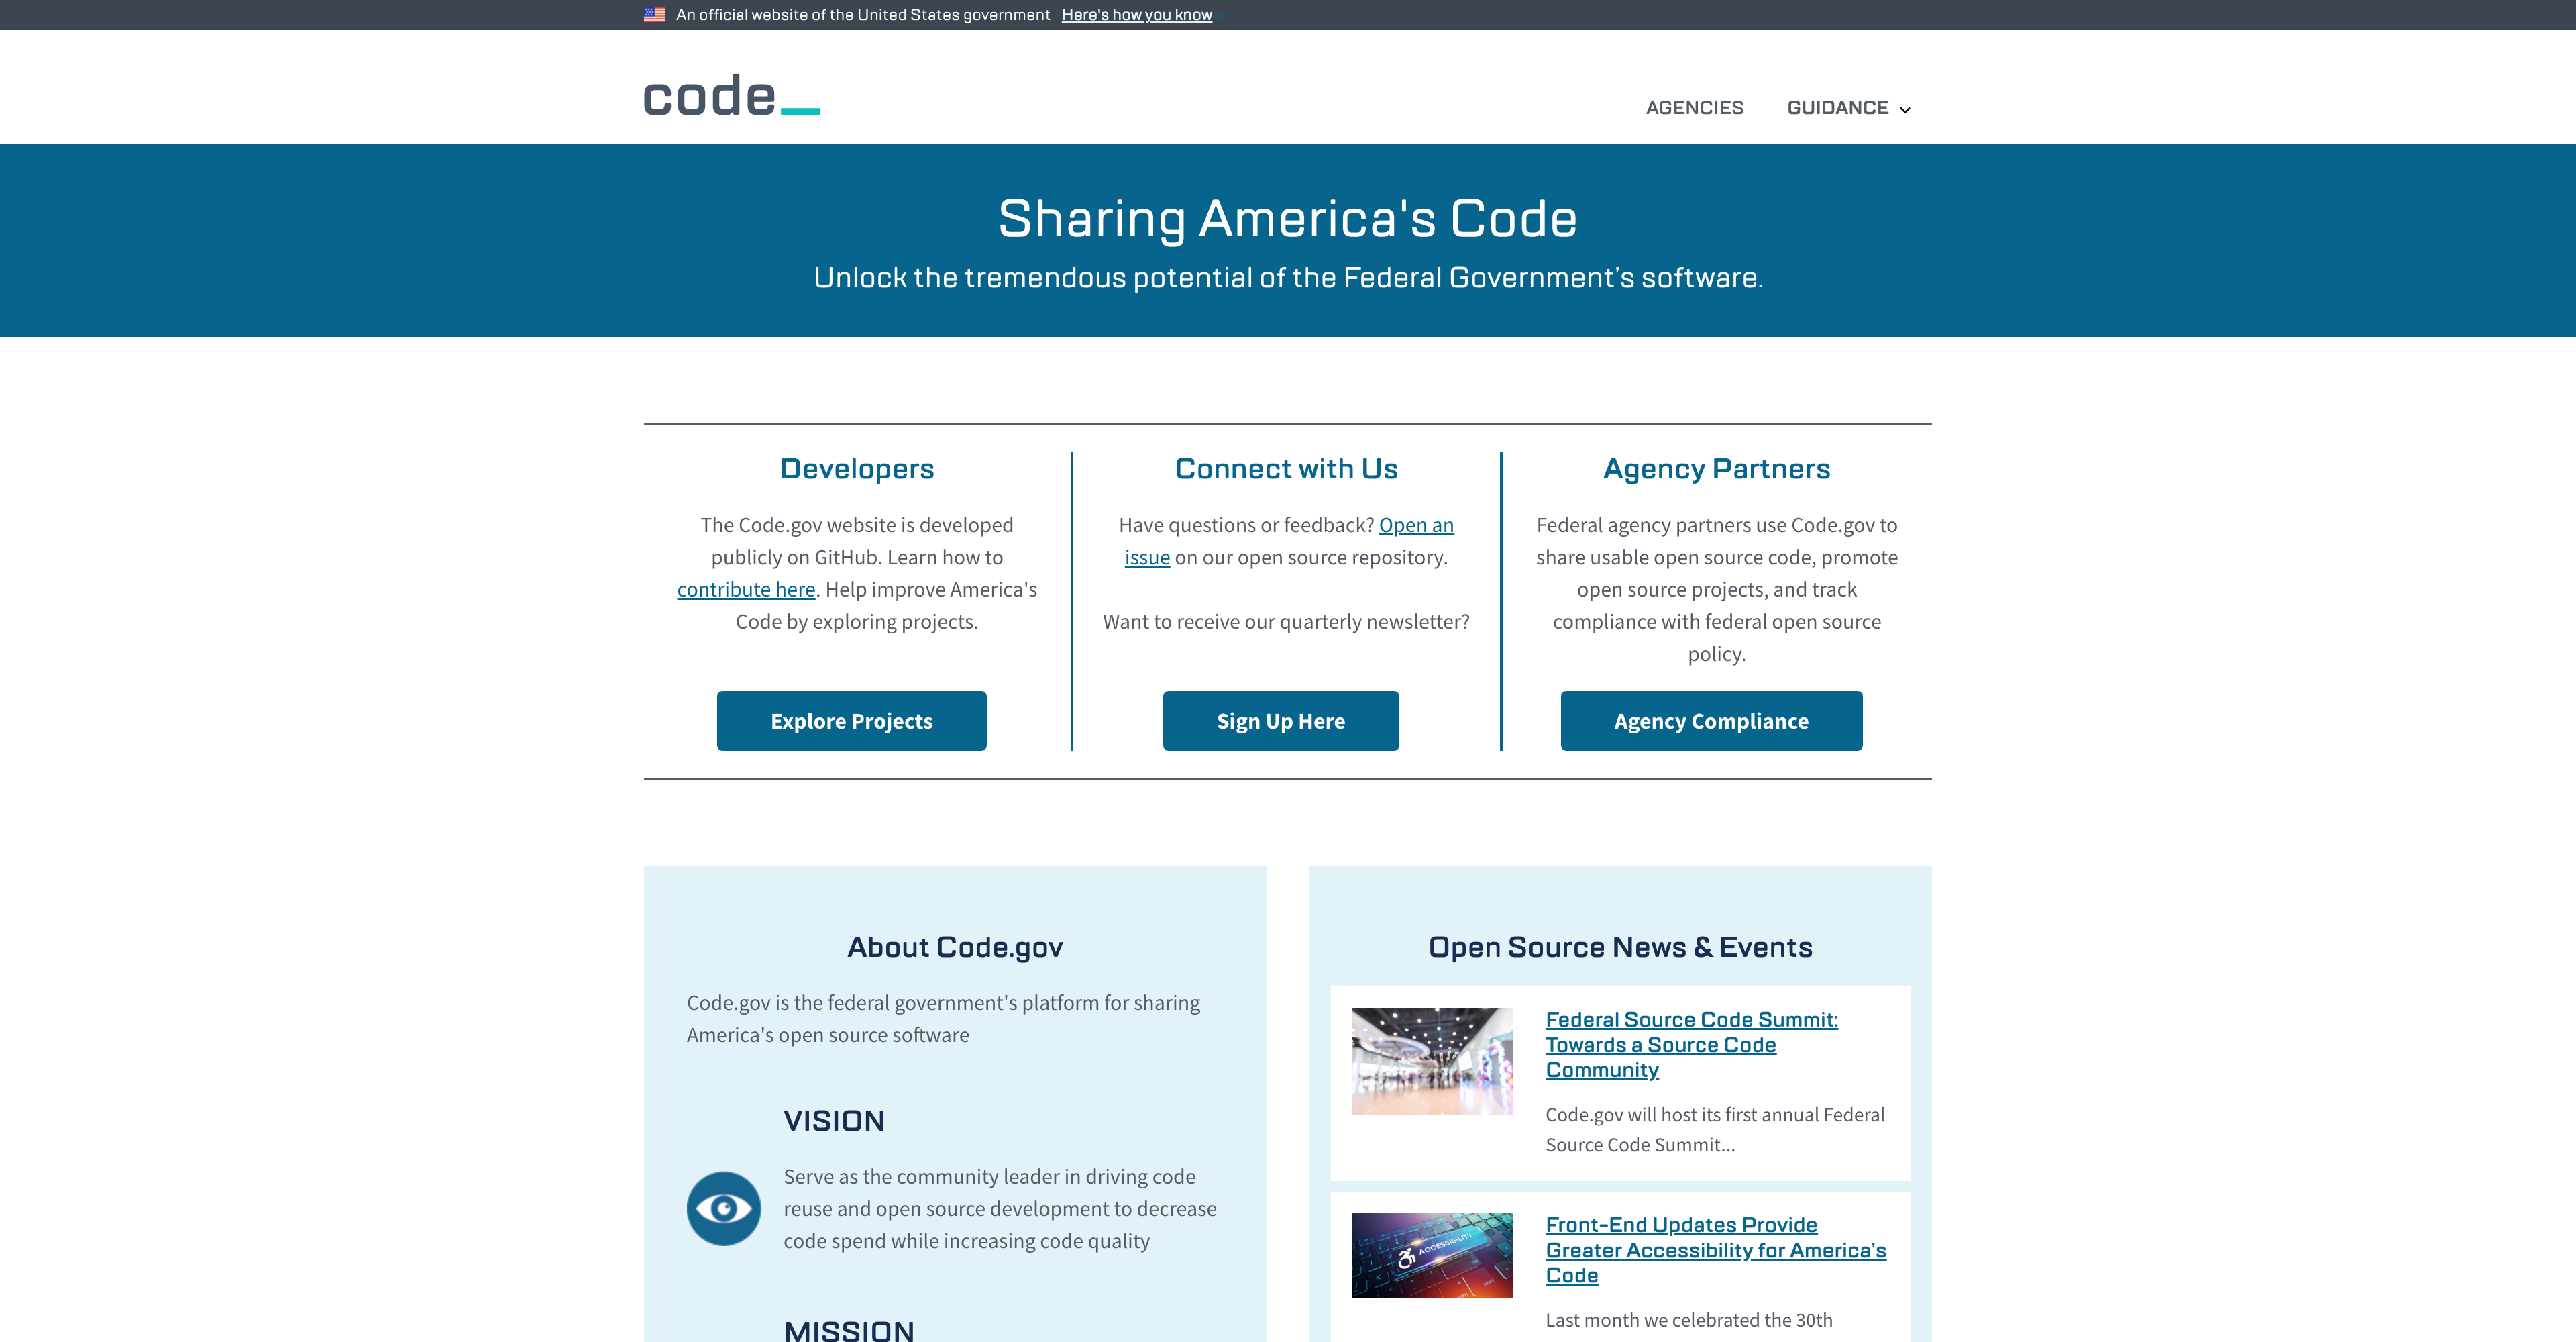 An official website of the United States government Here's how you know
code
AGENCIES GUIDANCE
Sharing America's Code
Unlock the tremendous potential of the Federal Government’s software.
Developers
The Code.gov website is developed
publicly on GitHub. Learn how to
contribute here. Help improve America's
Code by exploring projects.
Explore Projects
Connect with Us
Have questions or feedback? Open an
issue on our open source repository.
Want to receive our quarterly newsletter?
Sign Up Here
Agency Partners
Federal agency partners use Code.gov to
share usable open source code, promote
open source projects, and track
compliance with federal open source
policy.
Agency Compliance
About Code.gov
Code.gov is the federal government's platform for sharing
America's open source software
VISION
Serve as the community leader in driving code
reuse and open source development to decrease
code spend while increasing code quality
MISSION
Open Source News & Events
Federal Source Code Summit:
Towards a Source Code
Community
Code.gov will host its first annual Federal
Source Code Summit...
ACCESSIBILITY
Front-End Updates Provide
Greater Accessibility for America’s
Code
Last month we celebrated the 30th